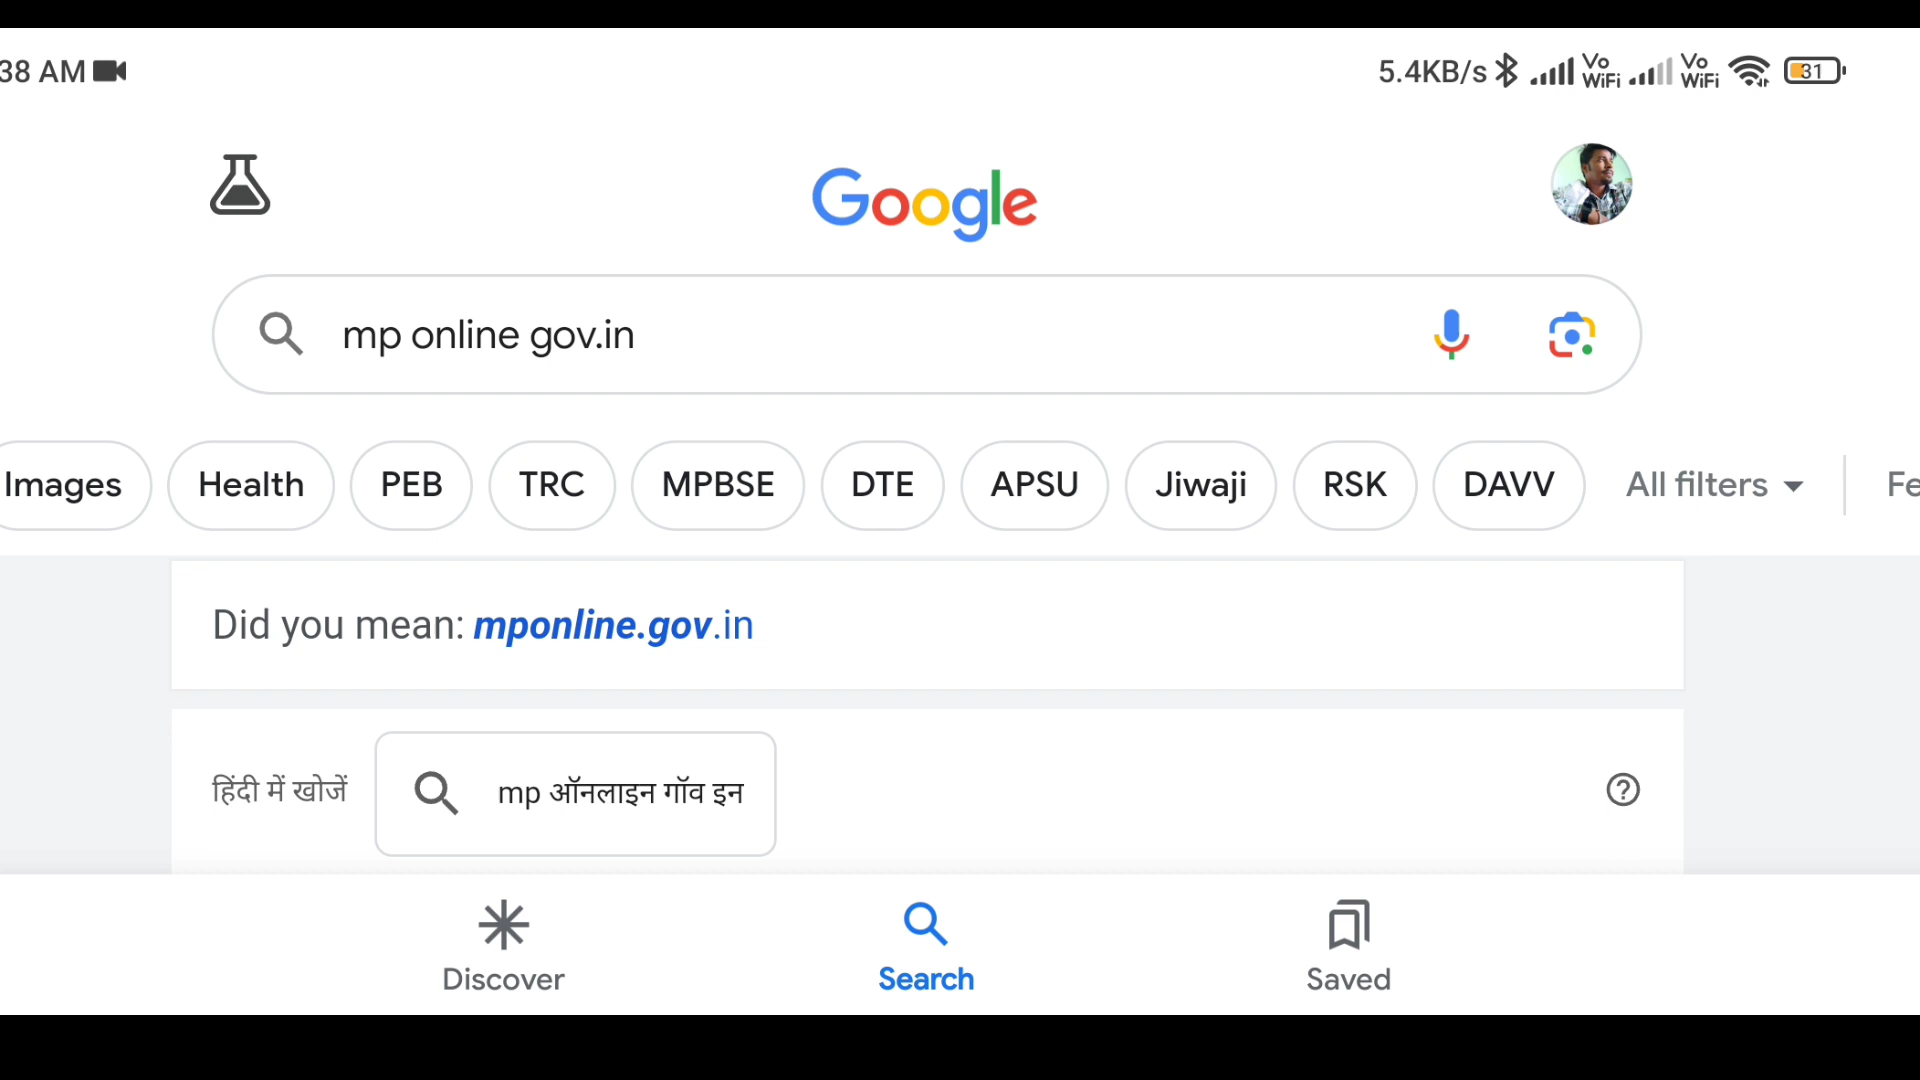 38 AM 5.4KB/s Vo WiFi Vo WiFi 31
Google
mp online gov.in
Images Health PEB TRC MPBSE DTE APSU Jiwaji RSK DAVV All filters Fe
Did you mean: mponline.gov.in
हिंदी में खोजें mp ऑनलाइन गॉव इन
Discover Search Saved